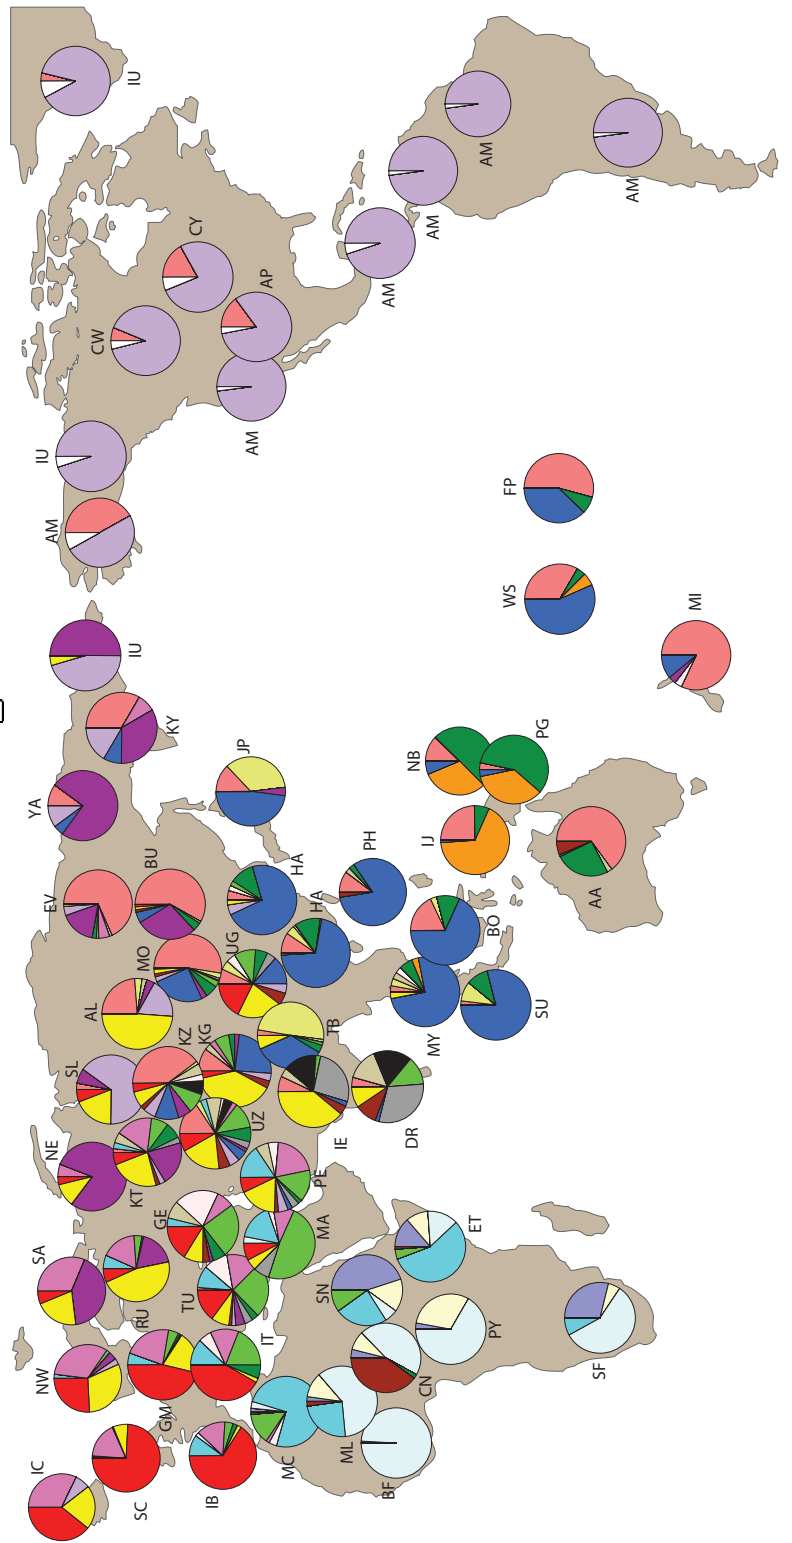 IU
CY
AM
AM
AP
AM
CW
AM
AM
IU
FP
AM
WS
MI
IU
KY
JP
NB
PG
YA
IJ
PH
BU
HA
AA
EV
HA
BO
MO
UG
AL
SU
MY
KZ
KG
TB
SL
UZ
IE
DR
NE
KT
PE
GE
MA
ET
SA
RU
TU
SN
IT
PY
NW
SF
GM
CN
MC
ML
IC
IB
BF
SC